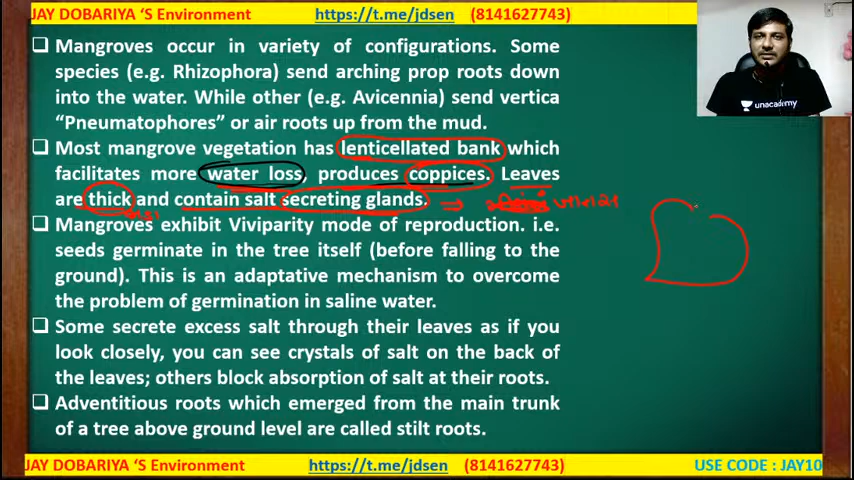 JAY DOBARIYA ‘S Environment https://t.me/jdsen (8141627743)
unacademy
❑ Mangroves occur in variety of configurations. Some
species (e.g. Rhizophora) send arching prop roots down
into the water. While other (e.g. Avicennia) send vertica
“Pneumatophores” or air roots up from the mud.
❑ Most mangrove vegetation has lenticellated bank which
facilitates more water loss, produces coppices. Leaves
are thick and contain salt secreting glands.
❑ Mangroves exhibit Viviparity mode of reproduction. i.e.
seeds germinate in the tree itself (before falling to the
ground). This is an adaptative mechanism to overcome
the problem of germination in saline water.
❑ Some secrete excess salt through their leaves as if you
look closely, you can see crystals of salt on the back of
the leaves; others block absorption of salt at their roots.
❑ Adventitious roots which emerged from the main trunk
of a tree above ground level are called stilt roots.
JAY DOBARIYA ‘S Environment https://t.me/jdsen (8141627743) USE CODE : JAY10